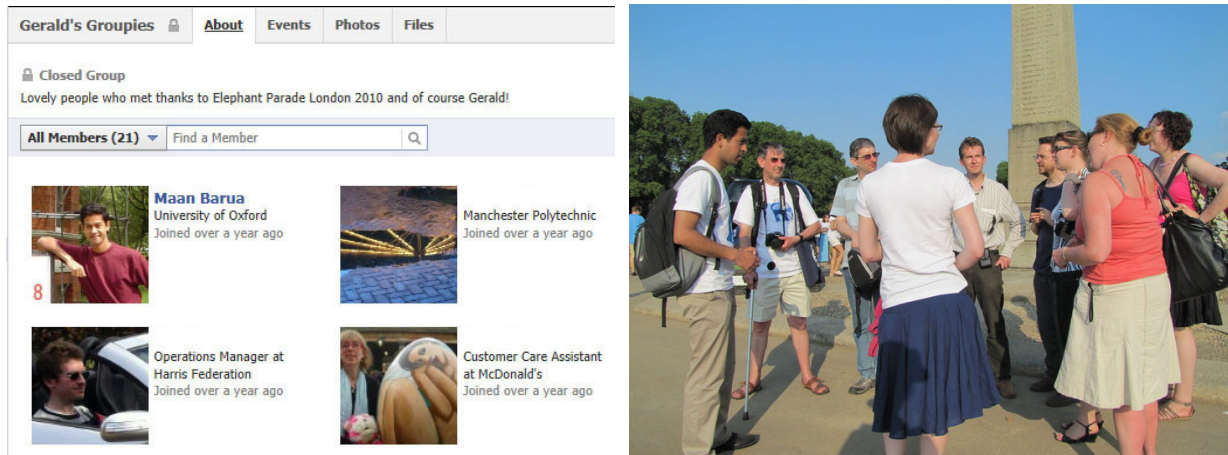 Gerald's Groupies About Events Photos Files
Closed Group
Lovely people who met thanks to Elephant Parade London 2010 and of course Gerald!
All Members (21) Find a Member
Maan Barua
University of Oxford
Joined over a year ago
8
Manchester Polytechnic
Joined over a year ago
Operations Manager at
Harris Federation
Joined over a year ago
Customer Care Assistant
at McDonald's
Joined over a year ago